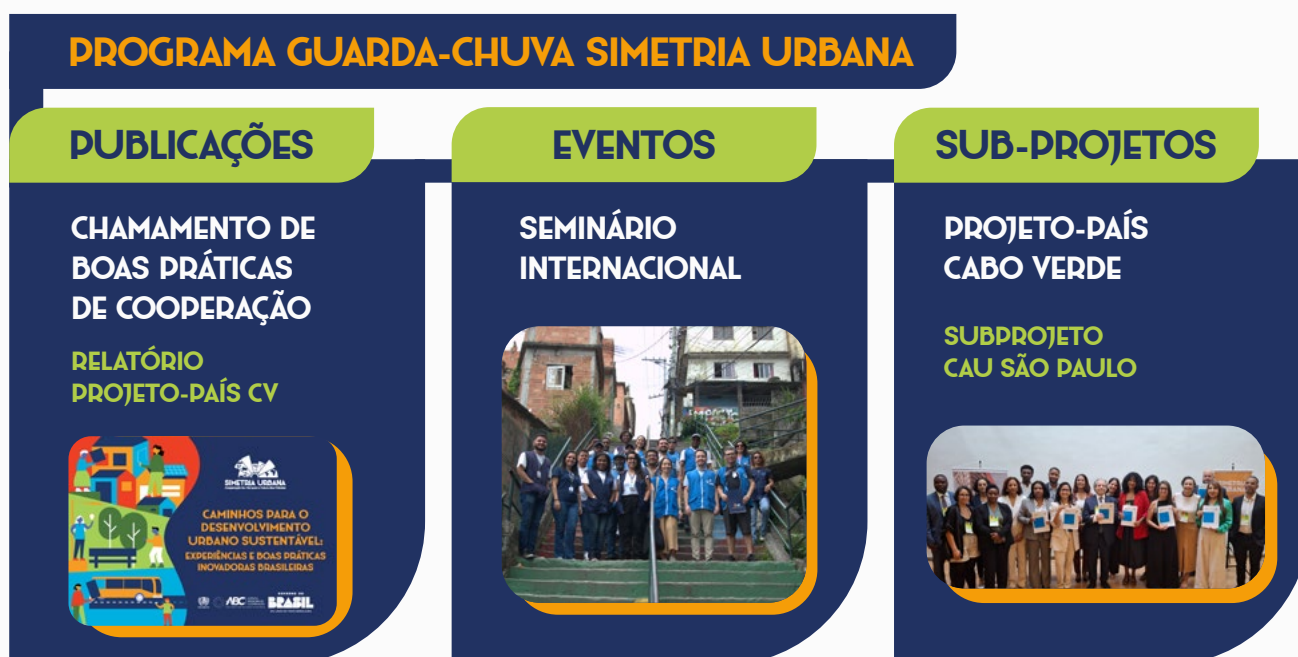 PROGRAMA GUARDA-CHUVA SIMETRIA URBANA
PUBLICAÇÕES
CHAMAMENTO DE
BOAS PRÁTICAS
DE COOPERAÇÃO
RELATÓRIO
PROJETO-PAÍS CV
SIMETRIA URBANA
CAMINHOS PARA O
DESENVOLVIMENTO
URBANO SUSTENTÁVEL:
EXPERIÊNCIAS E BOAS PRÁTICAS
INOVADORAS BRASILEIRAS
ABC
BRASIL
EVENTOS
SEMINÁRIO
INTERNACIONAL
SUB-PROJETOS
PROJETO-PAÍS
CABO VERDE
SUBPROJETO
CAU SÃO PAULO
SIMETRIA
URBANA